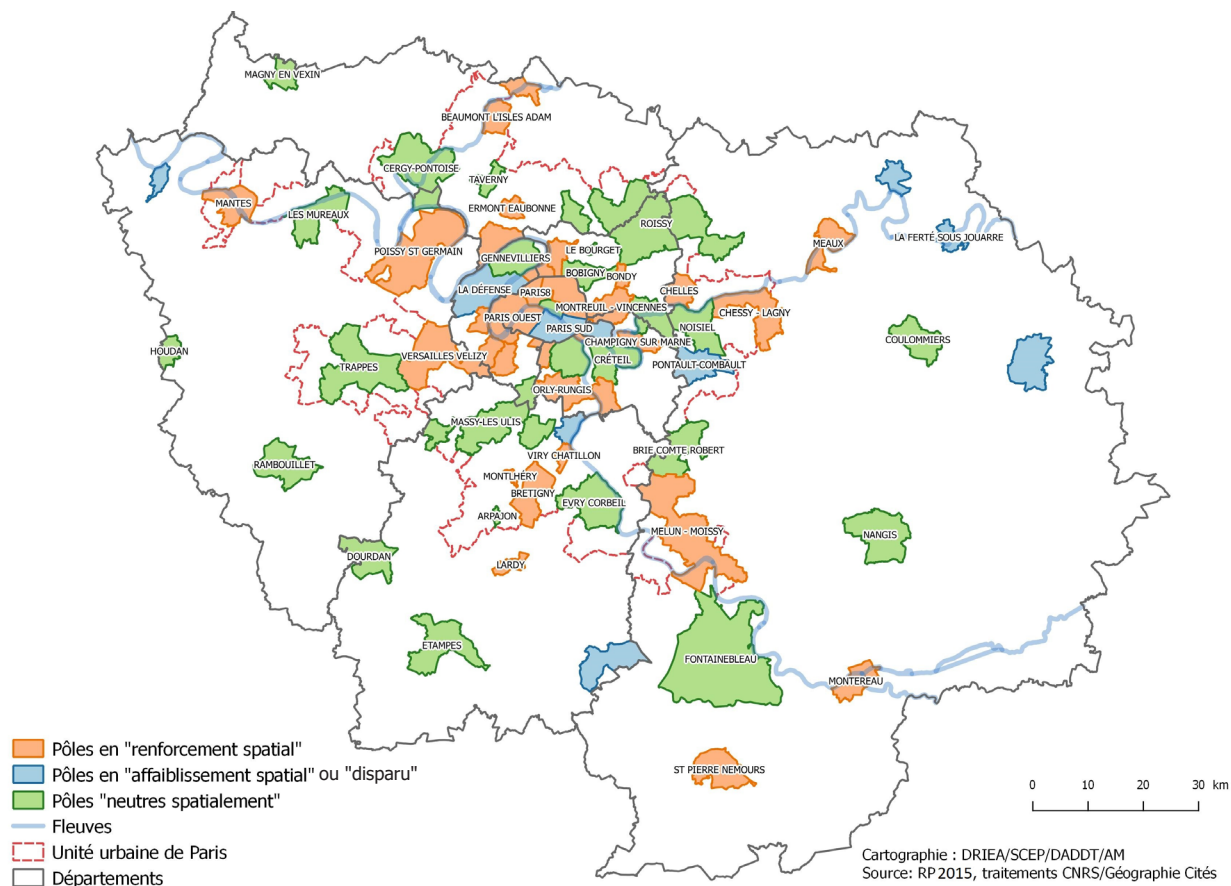 MAGNY EN VEXIN
BEAUMONT L'ISLES ADAM
CERGY-PONTOISE
TAVERNY
MANTES
LES MUREAUX
ERMONT EAUBONNE
ROISSY
POISSY ST GERMAIN
GENNEVILLIERS
LE BOURGET
MEAUX
LA FERTÉ SOUS JOUARRE
BOBIGNY
BONDY
LA DÉFENSE
PARIS8
CHELLES
MONTREUIL - VINCENNES
CHESSY - LAGNY
PARIS OUEST
PARIS SUD
NOISIEL
CHAMPIGNY SUR MARNE
COULOMMIERS
HOUDAN
TRAPPES
VERSAILLES VELIZY
CRÉTEIL
PONTAULT-COMBAULT
ORLY-RUNGIS
MASSY-LES ULIS
VIRY CHATILLON
BRIE COMTE ROBERT
RAMBOUILLET
MONTLHÉRY
BRETIGNY
EVRY CORBEIL
ARPAJON
MELUN - MOISSY
NANGIS
DOURDAN
LARDY
ETAMPES
FONTAINEBLEAU
MONTEREAU
ST PIERRE NEMOURS
Pôles en "renforcement spatial"
Pôles en "affaiblissement spatial" ou "disparu"
Pôles "neutres spatialement"
Fleuves
Unité urbaine de Paris
Départements
0 10 20 30 km
Cartographie : DRIEA/SCEP/DADDT/AM
Source: RP2015, traitements CNRS/Géographie Cités